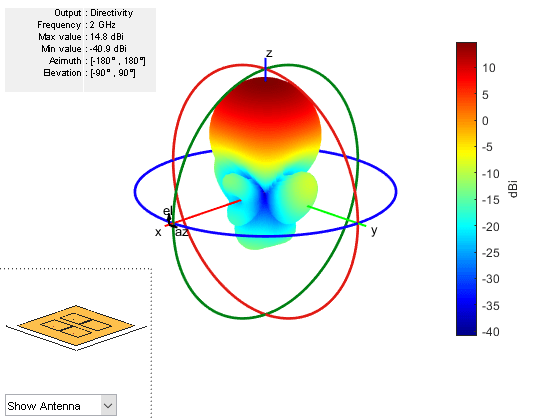 Output : Directivity
Frequency : 2 GHz
Max value : 14.8 dBi
Min value : -40.9 dBi
Azimuth : [-180° , 180°]
Elevation : [-90° , 90°]
z
el
x
az
y
10
5
0
-5
-10
-15
-20
-25
-30
-35
-40
dBi
Show Antenna